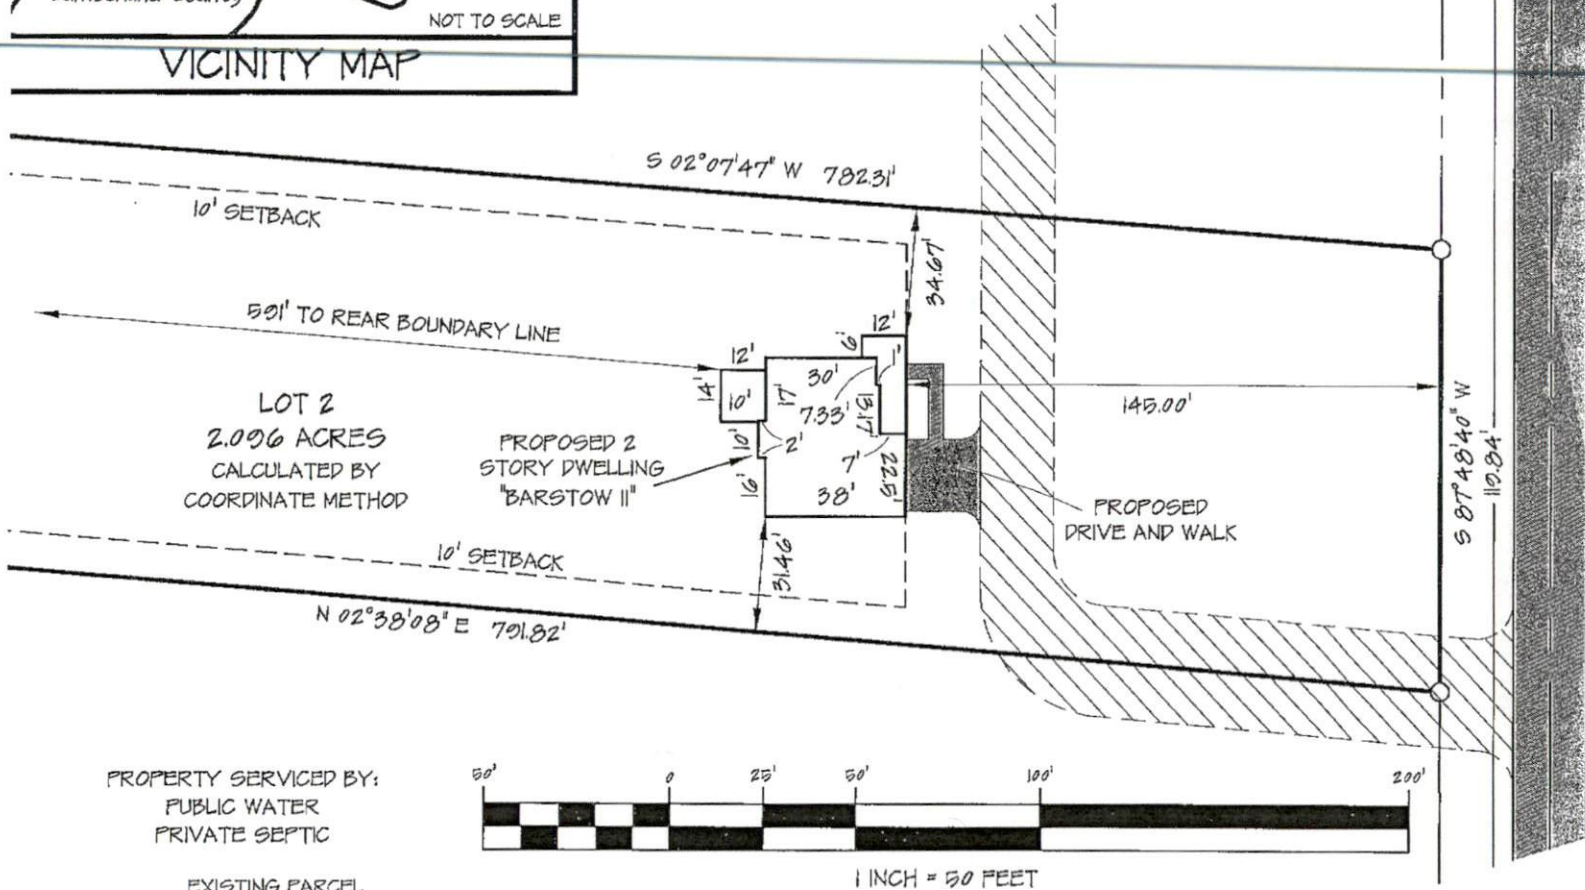 NOT TO SCALE
VICINITY MAP
S 02°07'47" W 782.31'
10' SETBACK
34.67'
591' TO REAR BOUNDARY LINE
12'
6'
1'
12'
14'
10'
17'
30'
7.33'
13.17'
145.00'
LOT 2
2.096 ACRES
CALCULATED BY
COORDINATE METHOD
PROPOSED 2
STORY DWELLING
"BARSTOW II"
10'
2'
16'
7'
22.5'
38'
PROPOSED
DRIVE AND WALK
S 87°48'40" W
119.84'
10' SETBACK
31.46'
N 02°38'08" E 791.82'
PROPERTY SERVICED BY:
PUBLIC WATER
PRIVATE SEPTIC
50' 0 25' 50' 100' 200'
1 INCH = 50 FEET
EXISTING PARCEL